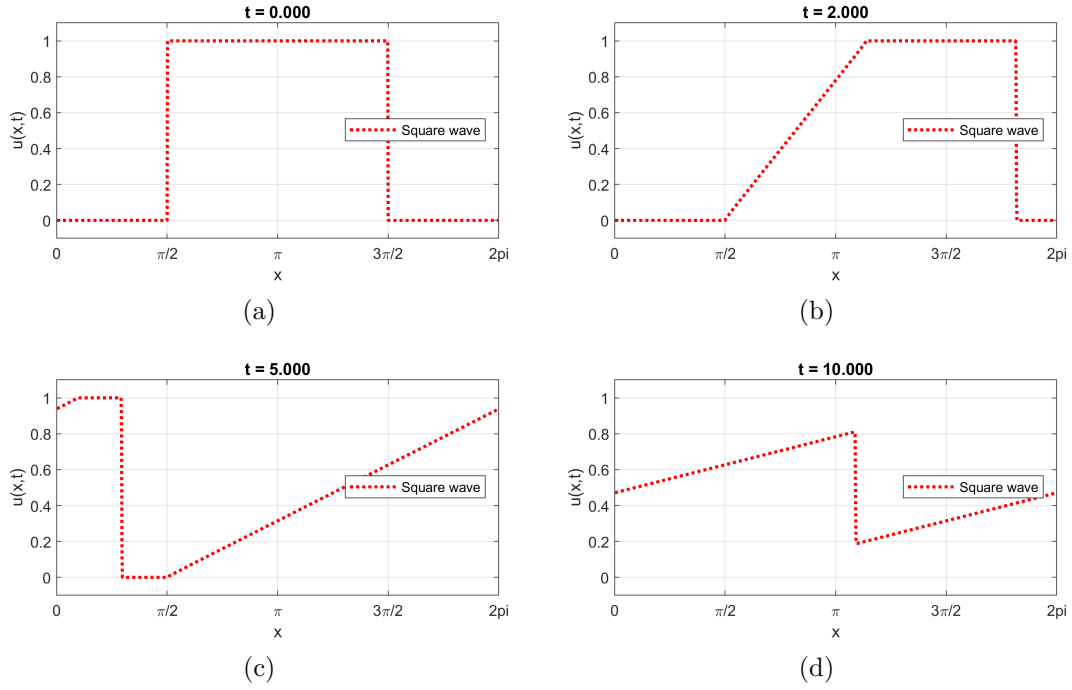 t = 0.000
u(x,t)
1
0.8
0.6
0.4
0.2
0
Square wave
0 π/2 π 3π/2 2pi
x
(a)
t = 2.000
u(x,t)
1
0.8
0.6
0.4
0.2
0
Square wave
0 π/2 π 3π/2 2pi
x
(b)
t = 5.000
u(x,t)
1
0.8
0.6
0.4
0.2
0
Square wave
0 π/2 π 3π/2 2pi
x
(c)
t = 10.000
u(x,t)
1
0.8
0.6
0.4
0.2
0
Square wave
0 π/2 π 3π/2 2pi
x
(d)